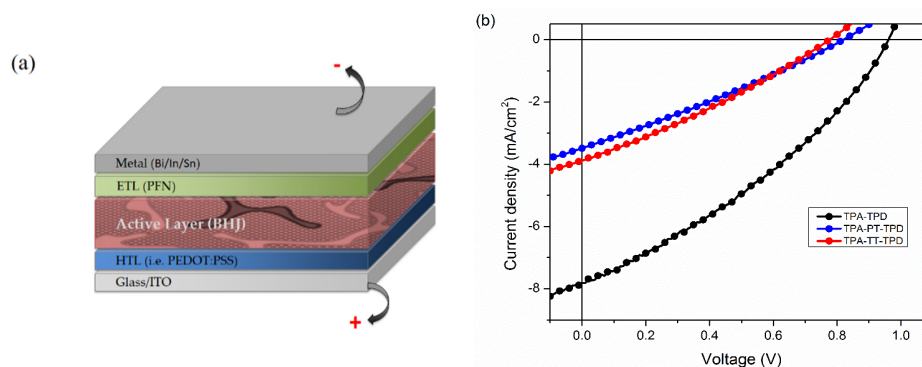 (a)
-
Metal (Bi/In/Sn)
ETL (PFN)
Active Layer (BHJ)
HTL (i.e. PEDOT:PSS)
Glass/ITO
+
(b)
0
-2
-4
-6
-8
Current density (mA/cm²)
TPA-TPD
TPA-PT-TPD
TPA-TT-TPD
0.0 0.2 0.4 0.6 0.8 1.0
Voltage (V)